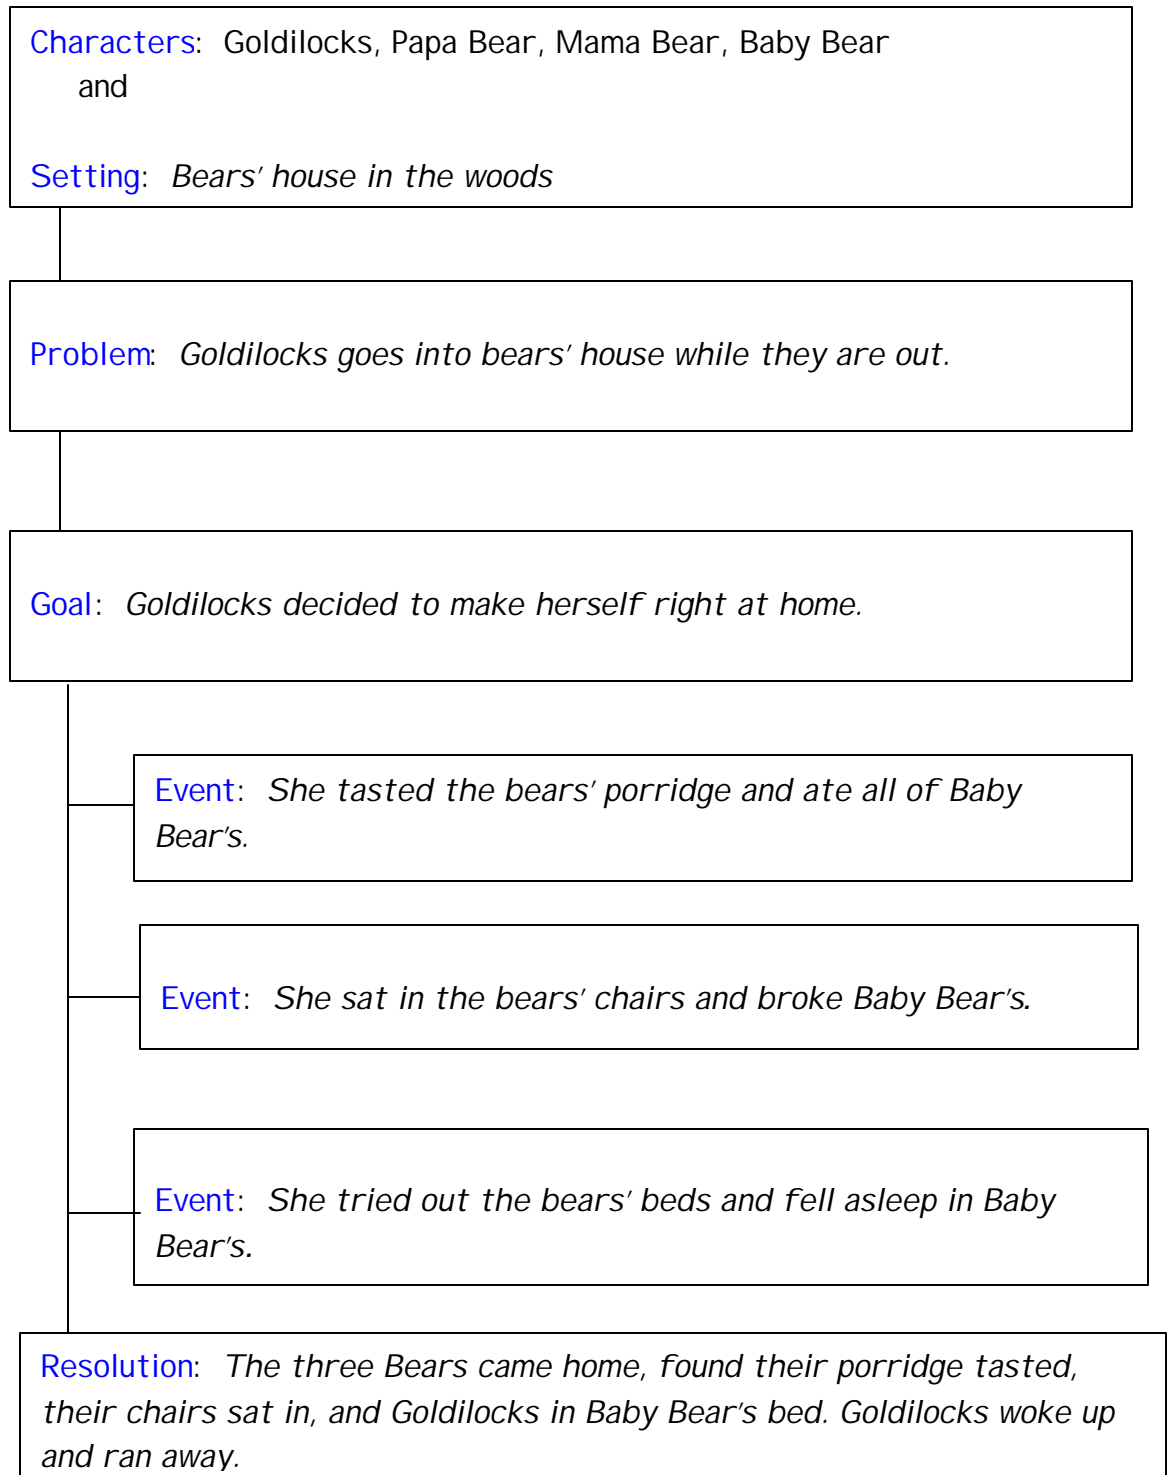 Characters: Goldilocks, Papa Bear, Mama Bear, Baby Bear
and
Setting: Bears' house in the woods
Problem: Goldilocks goes into bears' house while they are out.
Goal: Goldilocks decided to make herself right at home.
Event: She tasted the bears' porridge and ate all of Baby
Bear's.
Event: She sat in the bears' chairs and broke Baby Bear's.
Event: She tried out the bears' beds and fell asleep in Baby
Bear's.
Resolution: The three Bears came home, found their porridge tasted,
their chairs sat in, and Goldilocks in Baby Bear's bed. Goldilocks woke up
and ran away.